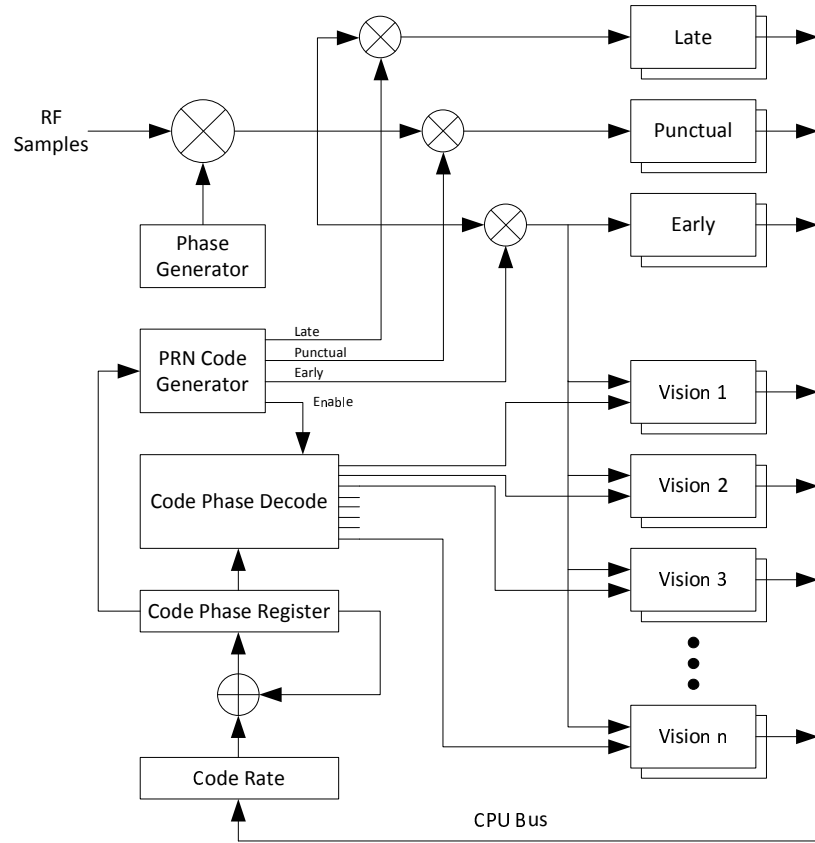 Late
RF
Samples
Punctual
Early
Phase
Generator
Late
PRN Code
Generator
Punctual
Early
Enable
Vision 1
Code Phase Decode
Vision 2
Vision 3
Code Phase Register
Vision n
Code Rate
CPU Bus